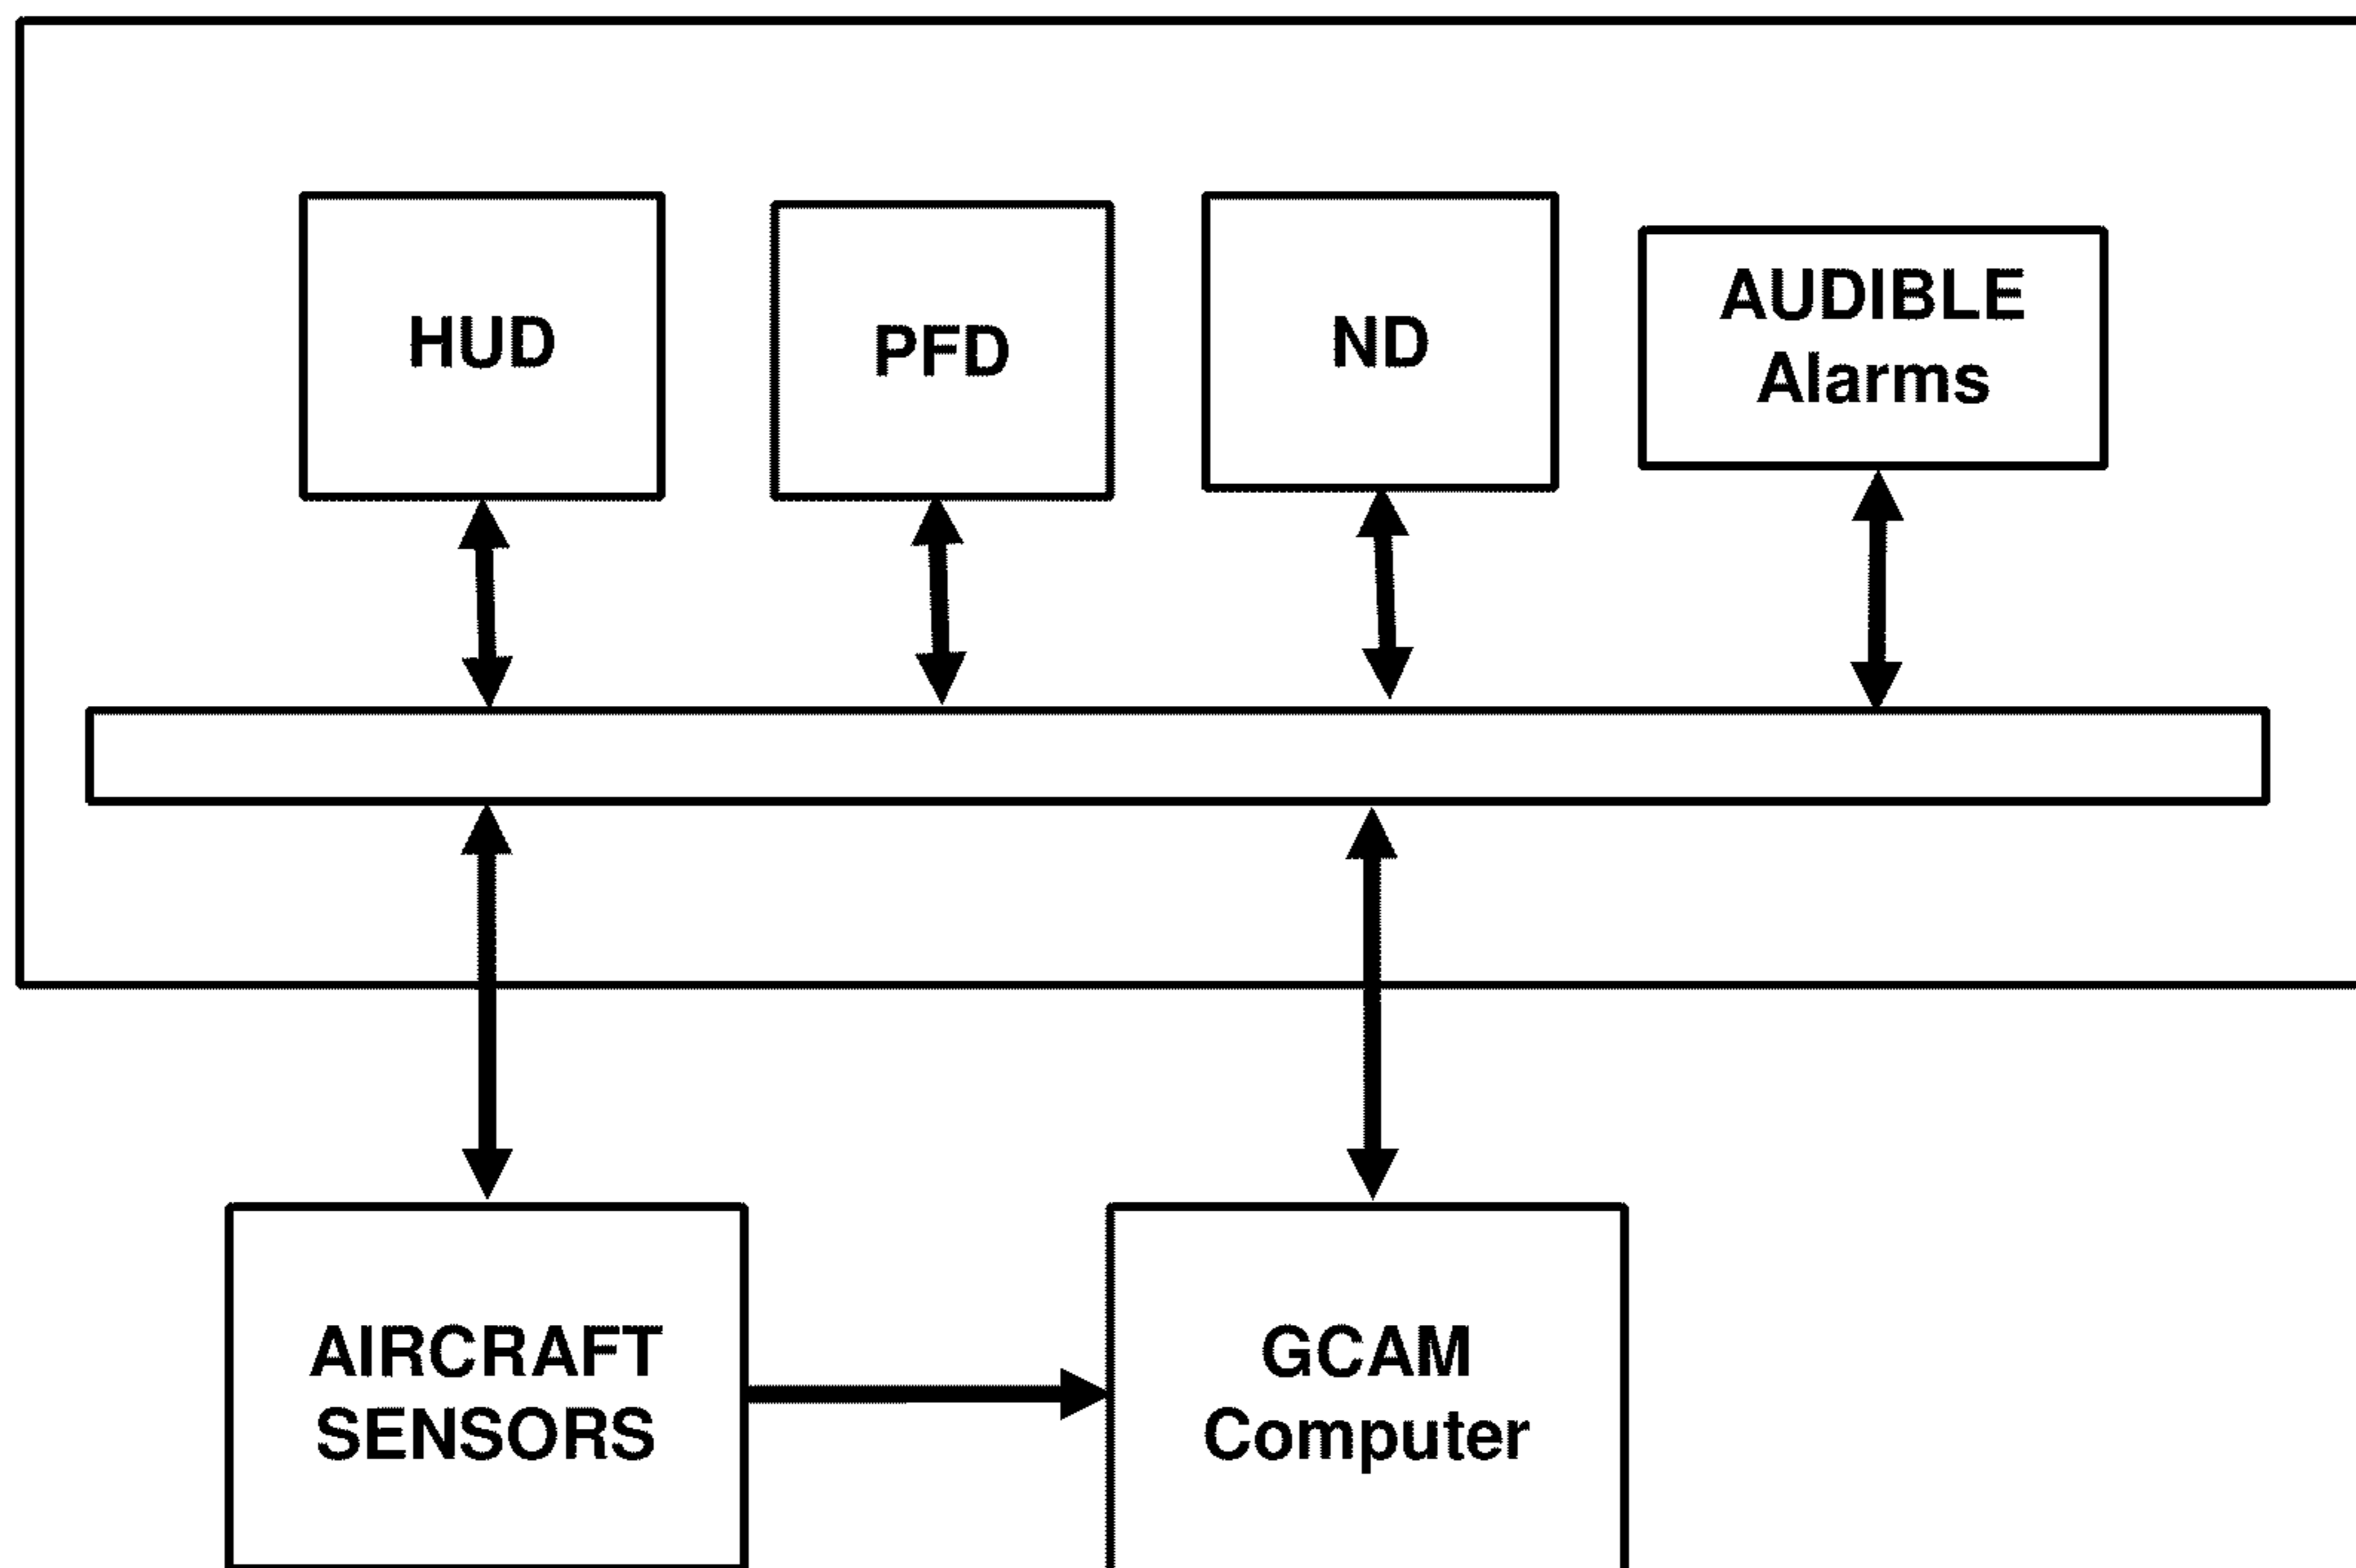 HUD
PFD
ND
AUDIBLE
Alarms
AIRCRAFT
SENSORS
GCAM
Computer